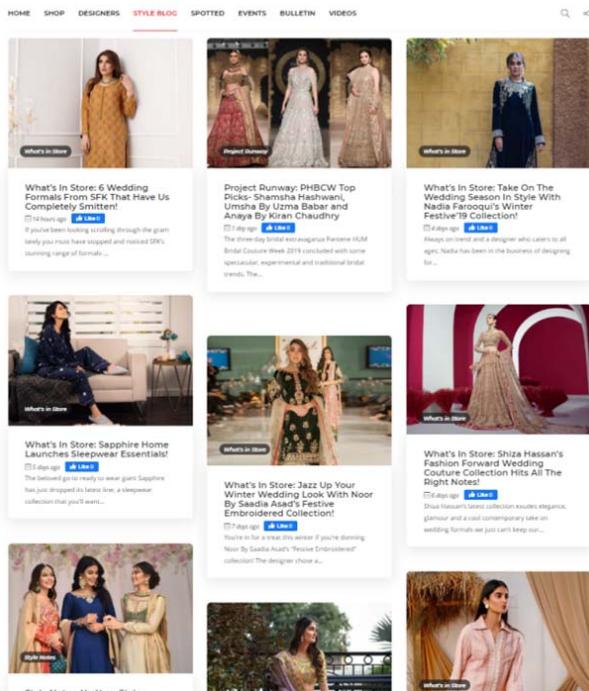 HOME SHOP DESIGNERS STYLE BLOG SPOTTED EVENTS BULLETIN VIDEOS
What's In Store
What's In Store: 6 Wedding
Formals From SFK That Have Us
Completely Smitten!
14 hours ago Like 0
If you've been looking scrolling through the gram
lately you must have stopped and noticed SFK's
stunning range of formals ...
Project Runway
Project Runway: PHBCW Top
Picks- Shamsha Hashwani,
Umsha By Uzma Babar and
Anaya By Kiran Chaudhry
1 day ago Like 0
The three-day bridal extravaganza Pantene HUM
Bridal Couture Week 2019 concluded with some
spectacular, experimental and traditional bridal
trends. The...
What's In Store
What's In Store: Take On The
Wedding Season In Style With
Nadia Farooqui's Winter
Festive'19 Collection!
4 days ago Like 0
Always on trend and a designer who caters to all
ages, Nadia has been in the business of designing
for...
What's In Store
What's In Store: Sapphire Home
Launches Sleepwear Essentials!
5 days ago Like 0
The beloved go to ready to wear giant Sapphire
has just dropped its latest line; a sleepwear
collection that you'll want...
What's In Store
What's In Store: Jazz Up Your
Winter Wedding Look With Noor
By Saadia Asad's Festive
Embroidered Collection!
7 days ago Like 0
You're in for a treat this winter if you're donning
Noor By Saadia Asad's "Festive Embroidered"
collection! The designer chose a...
What's In Store
What's In Store: Shiza Hassan's
Fashion Forward Wedding
Couture Collection Hits All The
Right Notes!
6 days ago Like 0
Shiza Hassan's latest collection exudes elegance,
glamour and a cool contemporary take on
wedding formals we just can't keep our...
Style Notes
What's In Store